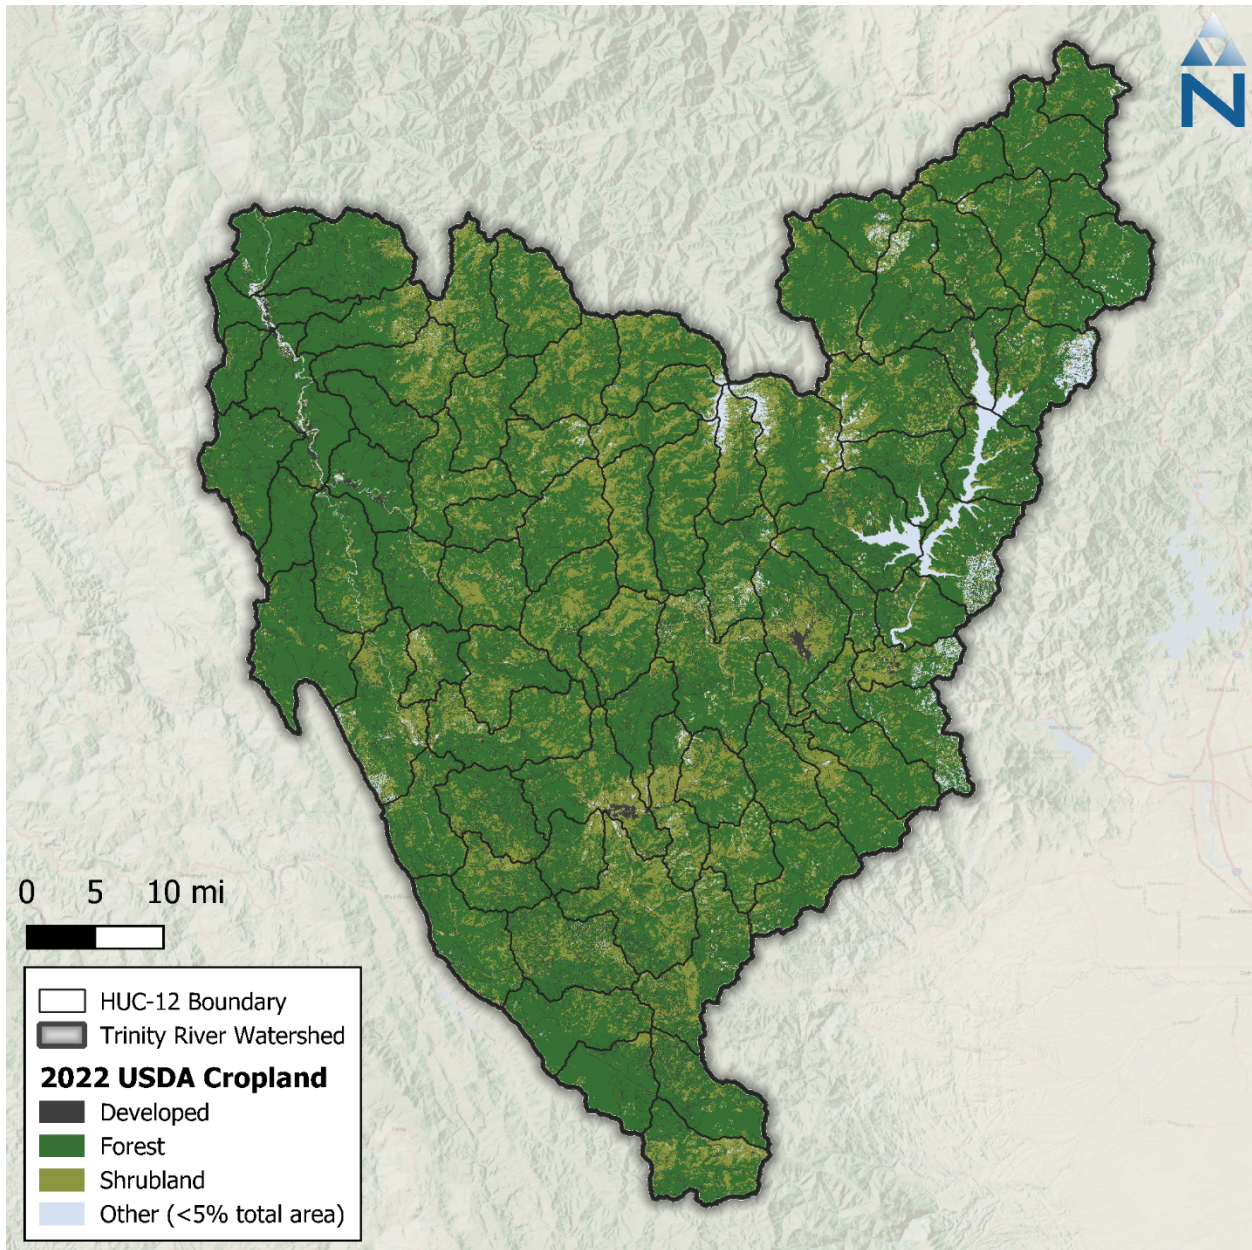 N
0 5 10 mi
HUC-12 Boundary
Trinity River Watershed
2022 USDA Cropland
Developed
Forest
Shrubland
Other (<5% total area)